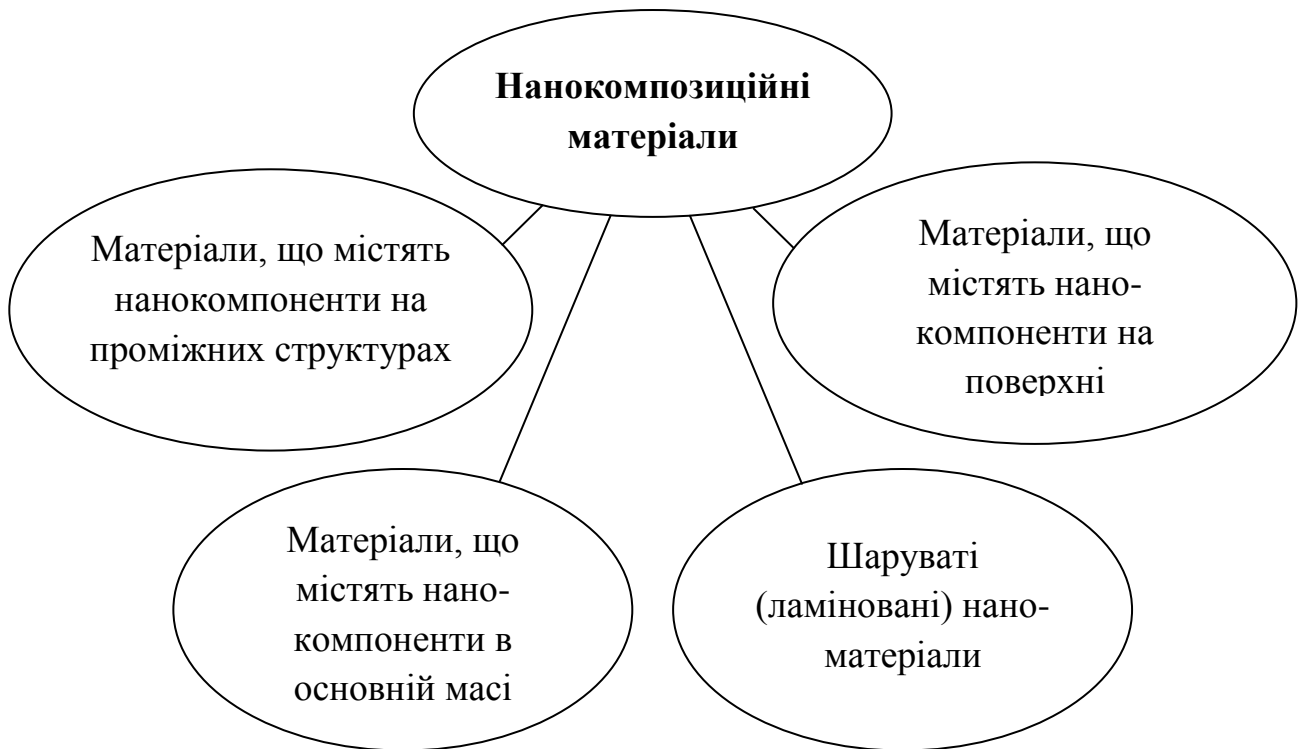 Нанокомпозиційні
матеріали
Матеріали, що містять
нанокомпоненти на
проміжних структурах
Матеріали, що
містять нано-
компоненти на
поверхні
Матеріали, що
містять нано-
компоненти в
основній масі
Шаруваті
(ламіновані) нано-
матеріали